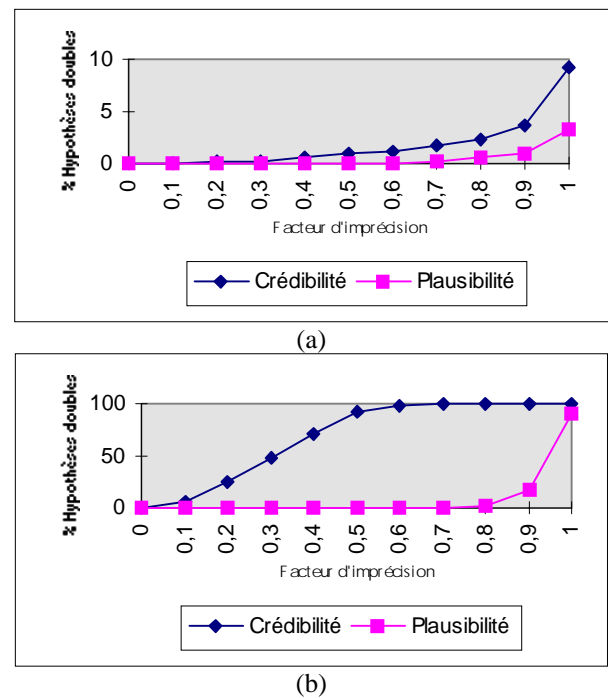 % Hypothèses doubles
10
5
0
0 0,1 0,2 0,3 0,4 0,5 0,6 0,7 0,8 0,9 1
Facteur d'imprécision
Crédibilité Plausibilité
(a)
% Hypothèses doubles
100
50
0
0 0,1 0,2 0,3 0,4 0,5 0,6 0,7 0,8 0,9 1
Facteur d'imprécision
Crédibilité Plausibilité
(b)